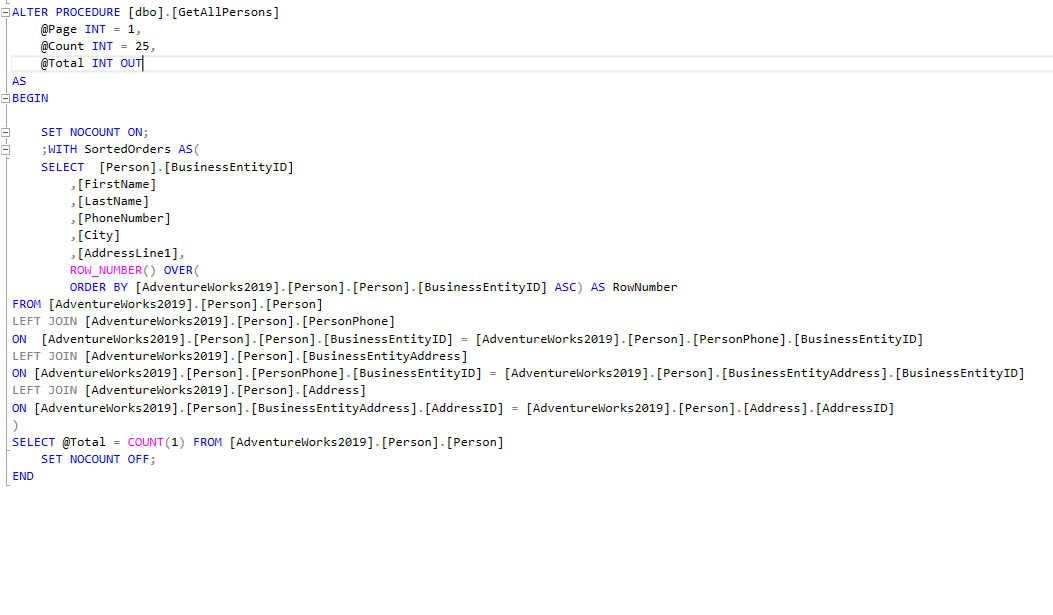 ALTER PROCEDURE [dbo].[GetAllPersons]
@Page INT = 1,
@Count INT = 25,
@Total INT OUT
AS
BEGIN
SET NOCOUNT ON;
;WITH SortedOrders AS(
SELECT  [Person].[BusinessEntityID]
,[FirstName]
,[LastName]
,[PhoneNumber]
,[City]
,[AddressLine1],
ROW_NUMBER() OVER(
ORDER BY [AdventureWorks2019].[Person].[Person].[BusinessEntityID] ASC) AS RowNumber
FROM [AdventureWorks2019].[Person].[Person]
LEFT JOIN [AdventureWorks2019].[Person].[PersonPhone]
ON  [AdventureWorks2019].[Person].[Person].[BusinessEntityID] = [AdventureWorks2019].[Person].[PersonPhone].[BusinessEntityID]
LEFT JOIN [AdventureWorks2019].[Person].[BusinessEntityAddress]
ON [AdventureWorks2019].[Person].[PersonPhone].[BusinessEntityID] = [AdventureWorks2019].[Person].[BusinessEntityAddress].[BusinessEntityID]
LEFT JOIN [AdventureWorks2019].[Person].[Address]
ON [AdventureWorks2019].[Person].[BusinessEntityAddress].[AddressID] = [AdventureWorks2019].[Person].[Address].[AddressID]
)
SELECT @Total = COUNT(1) FROM [AdventureWorks2019].[Person].[Person]
SET NOCOUNT OFF;
END